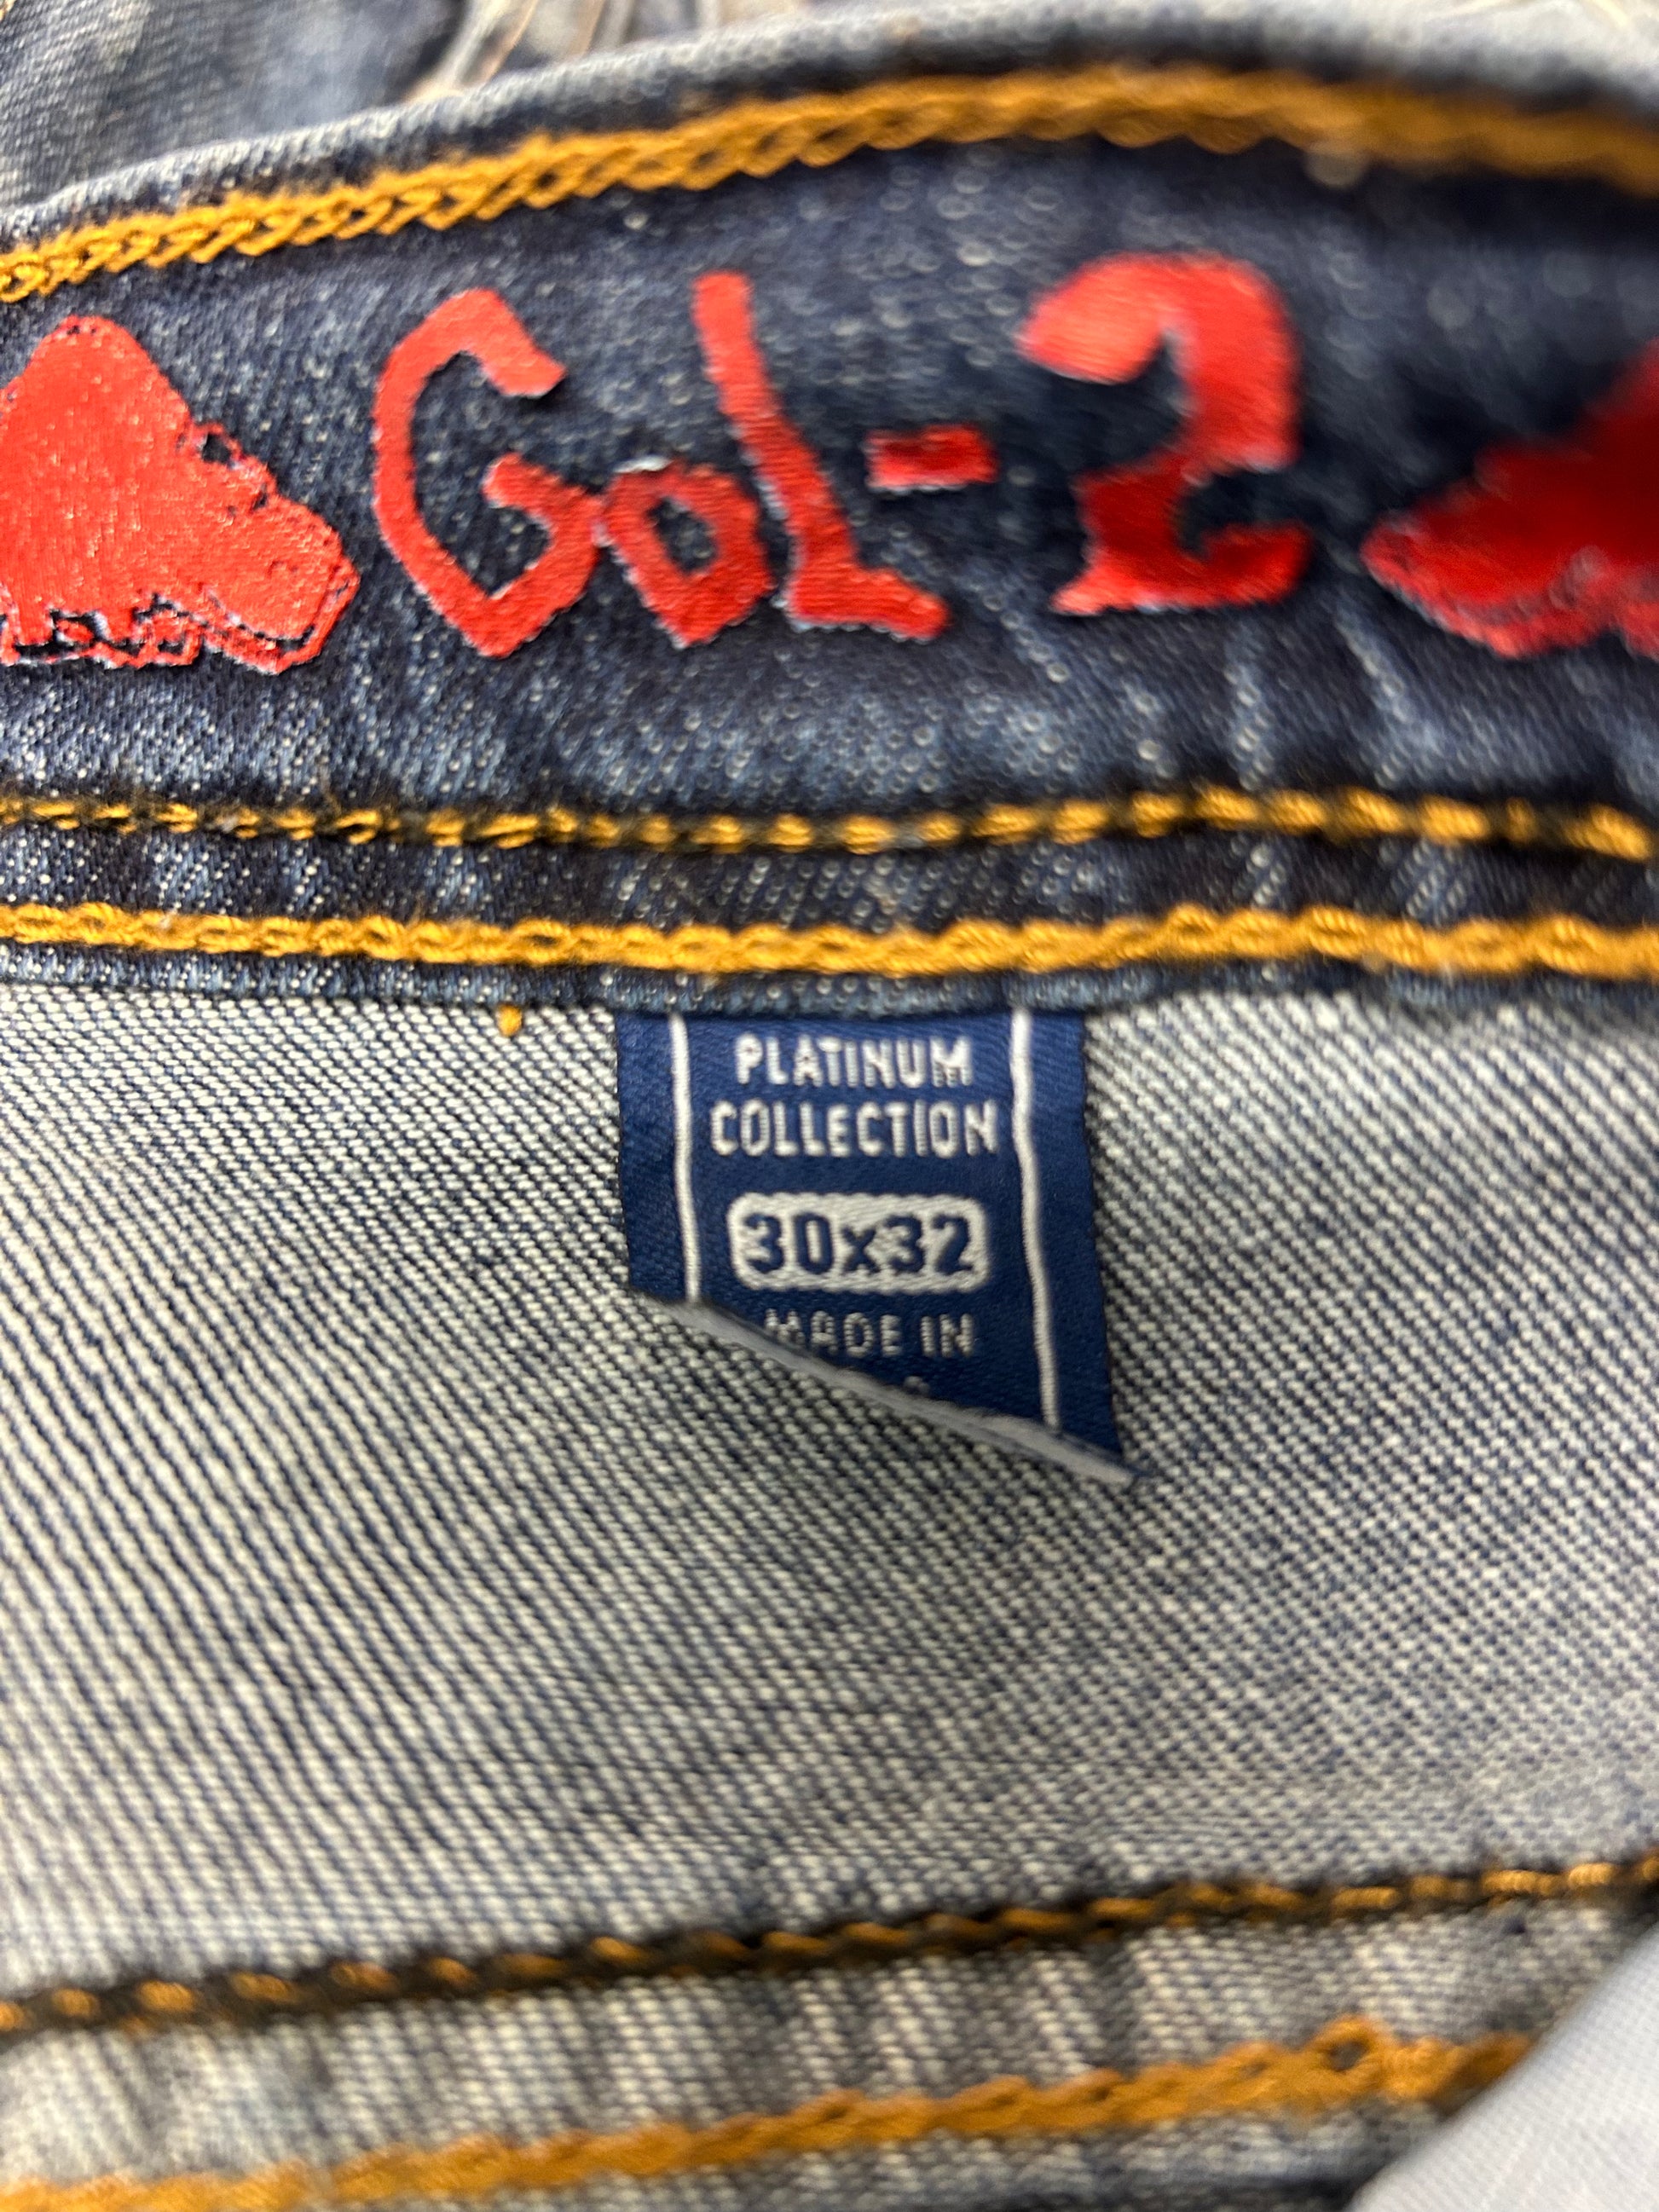 GoL-2
PLATINUM
COLLECTION
30x32
MADE IN